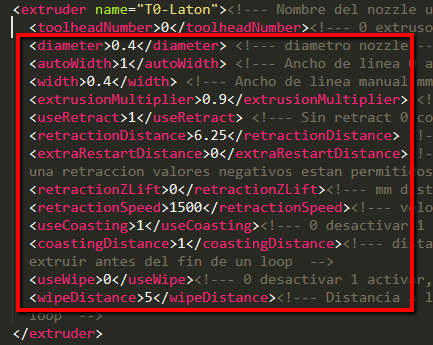 <extruder name="T0-Laton"><!--- Nombre del nozzle u
<toolheadNumber>0</toolheadNumber><!--- 0 extruso
<diameter>0.4</diameter> <!--- diametro nozzle --
<autoWidth>1</autoWidth> <!--- Ancho de linea 0 a
<width>0.4</width> <!--- Ancho de linea manual mm
<extrusionMultiplier>0.9</extrusionMultiplier> <!
<useRetract>1</useRetract> <!--- Sin retract 0 co
<retractionDistance>6.25</retractionDistance> <!-
<extraRestartDistance>0</extraRestartDistance> <!
una retraccion valores negativos estan permitidos
<retractionZLift>0</retractionZLift><!--- mm dist
<retractionSpeed>1500</retractionSpeed><!--- velo
<useCoasting>1</useCoasting><!--- 0 desactivar 1
<coastingDistance>1</coastingDistance><!--- dista
extruir antes del fin de un loop -->
<useWipe>0</useWipe><!--- 0 desactivar 1 activar,
<wipeDistance>5</wipeDistance><!--- Distancia a l
loop -->
</extruder>